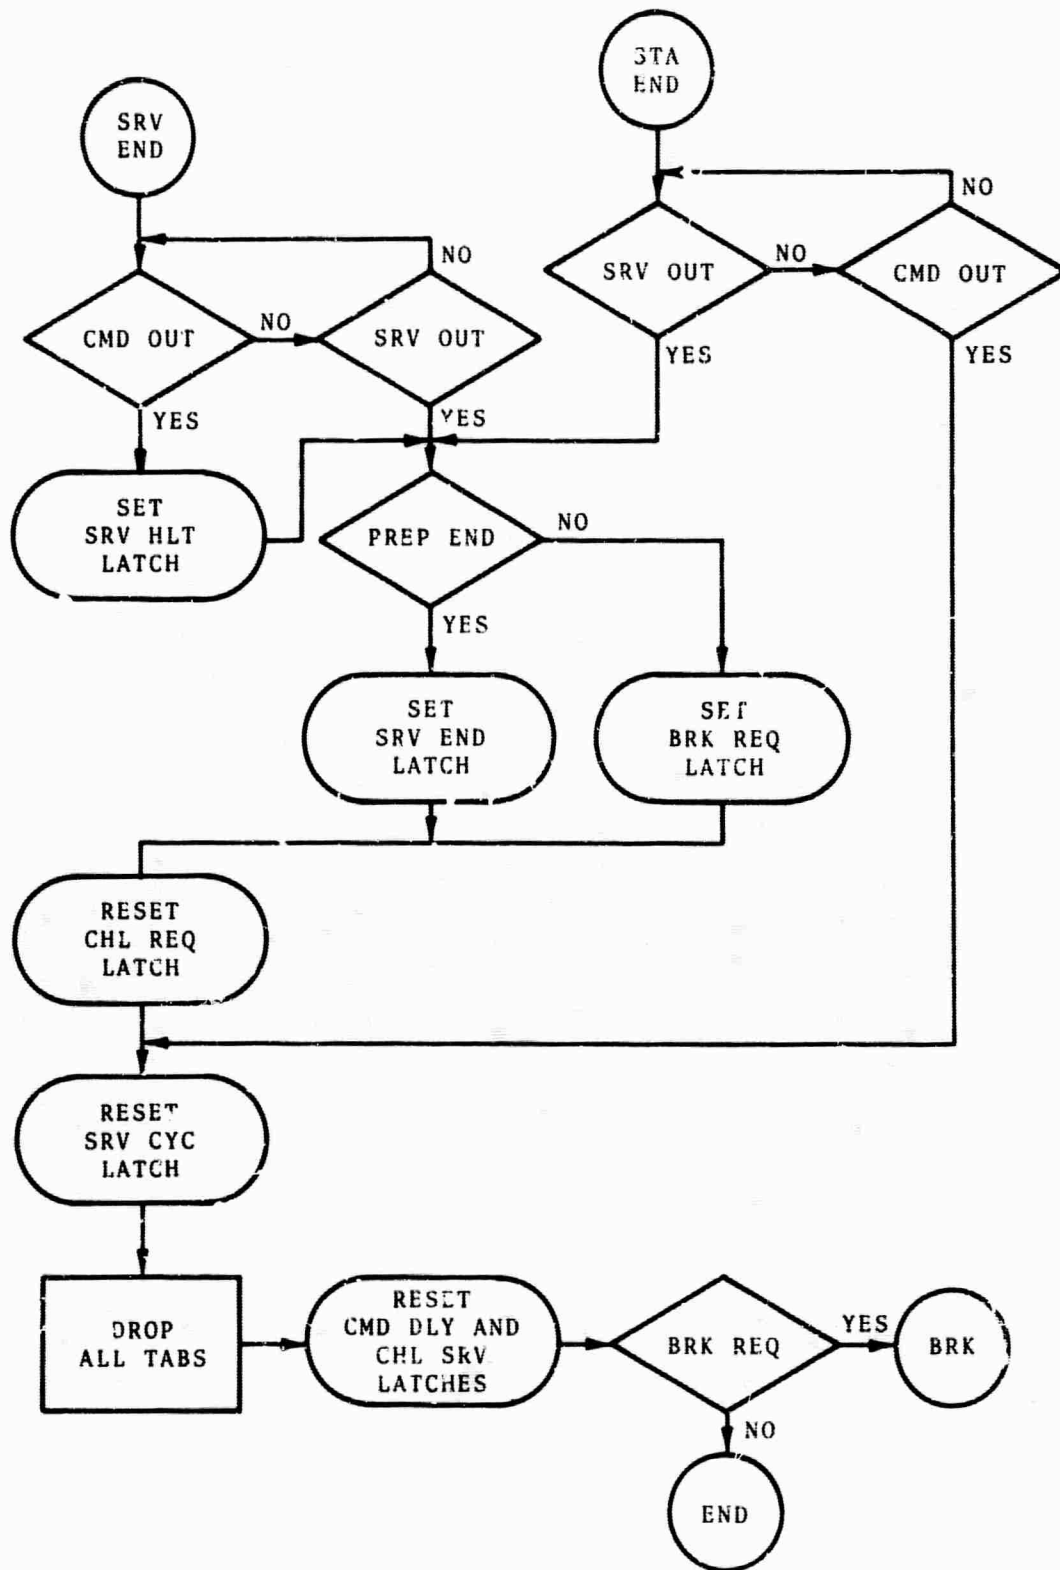 STA
END
SRV
END
NO
NO
SRV OUT
NO
CMD OUT
CMD OUT
NO
SRV OUT
YES
YES
YES
YES
SET
SRV HLT
LATCH
PREP END
NO
YES
SET
SRV END
LATCH
SET
BRK REQ
LATCH
RESET
CHL REQ
LATCH
RESET
SRV CYC
LATCH
DROP
ALL TABS
RESET
CMD DLY AND
CHL SRV
LATCHES
BRK REQ
YES
BRK
NO
END